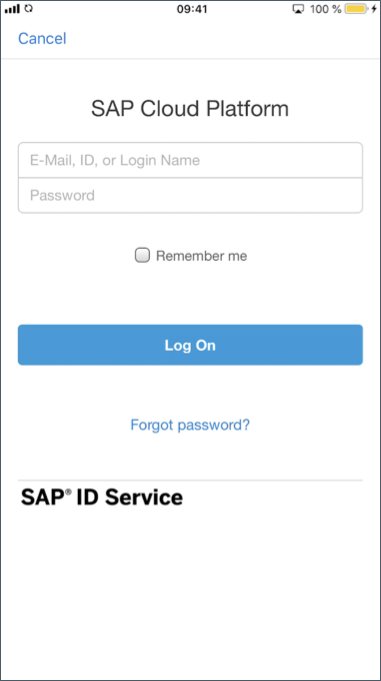 09:41 100 %
Cancel
SAP Cloud Platform
E-Mail, ID, or Login Name
Password
Remember me
Log On
Forgot password?
SAP® ID Service